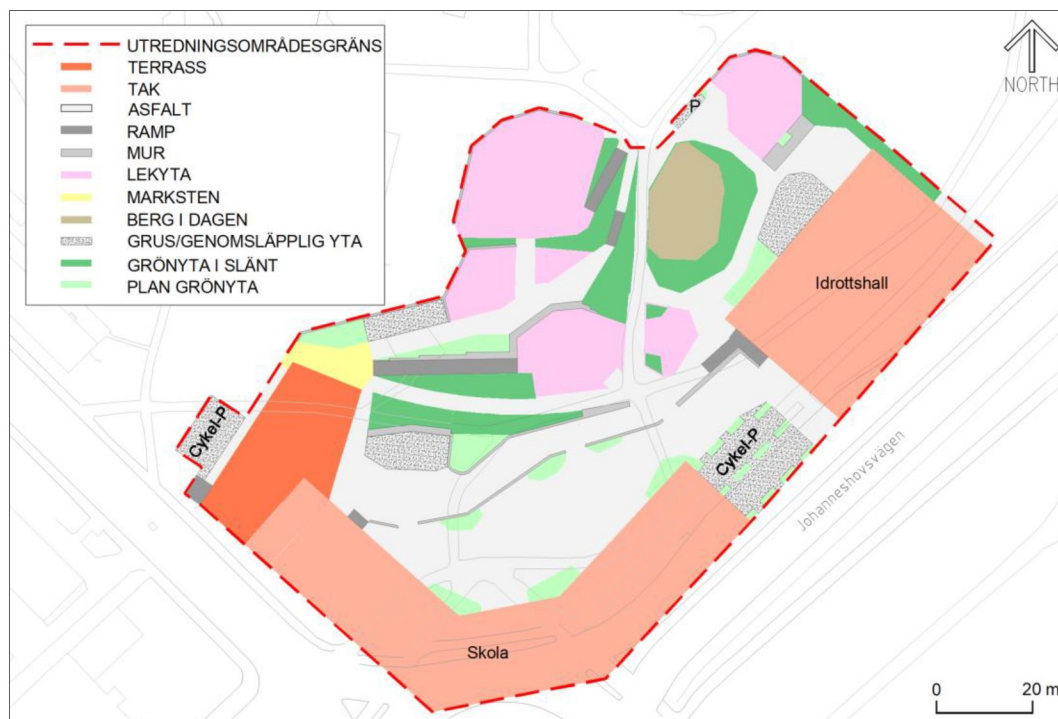 UTREDNINGSOMRÅDESGRÄNS
TERRASS
TAK
ASFALT
RAMP
MUR
LEKYTA
MARKSTEN
BERG I DAGEN
GRUS/GENOMSLÄPPLIG YTA
GRÖNYTA I SLÄNT
PLAN GRÖNYTA
NORTH
P
Idrottshall
Cykel-P
Cykel-P
Johanneshovsvägen
Skola
0 20 m